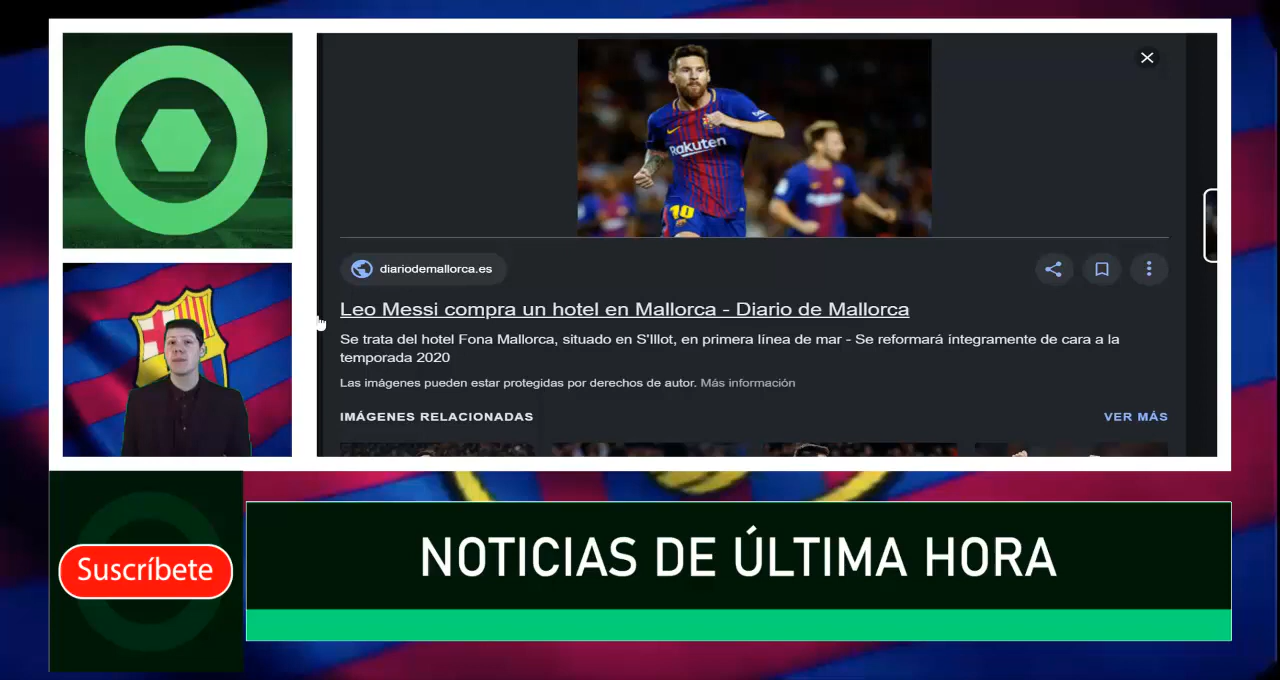 Rakuten
10
diariodemallorca.es
Leo Messi compra un hotel en Mallorca - Diario de Mallorca
Se trata del hotel Fona Mallorca, situado en S'Illot, en primera línea de mar - Se reformará íntegramente de cara a la
temporada 2020
Las imágenes pueden estar protegidas por derechos de autor. Más información
IMÁGENES RELACIONADAS
VER MÁS
Suscríbete
NOTICIAS DE ÚLTIMA HORA